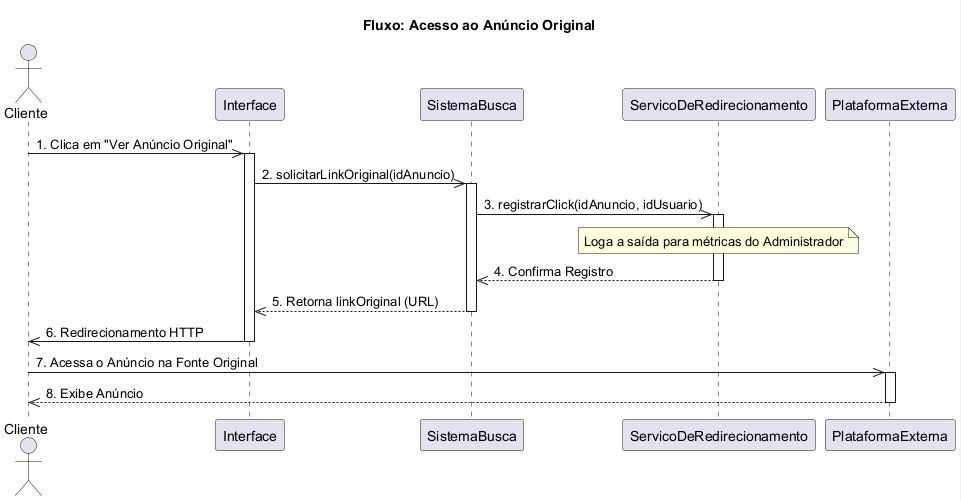 Fluxo: Acesso ao Anúncio Original
Cliente
Interface
SistemaBusca
ServicoDeRedirecionamento
PlataformaExterna
1. Clica em "Ver Anúncio Original"
2. solicitarLinkOriginal(idAnuncio)
3. registrarClick(idAnuncio, idUsuario)
Loga a saída para métricas do Administrador
4. Confirma Registro
5. Retorna linkOriginal (URL)
6. Redirecionamento HTTP
7. Acessa o Anúncio na Fonte Original
8. Exibe Anúncio
Cliente
Interface
SistemaBusca
ServicoDeRedirecionamento
PlataformaExterna